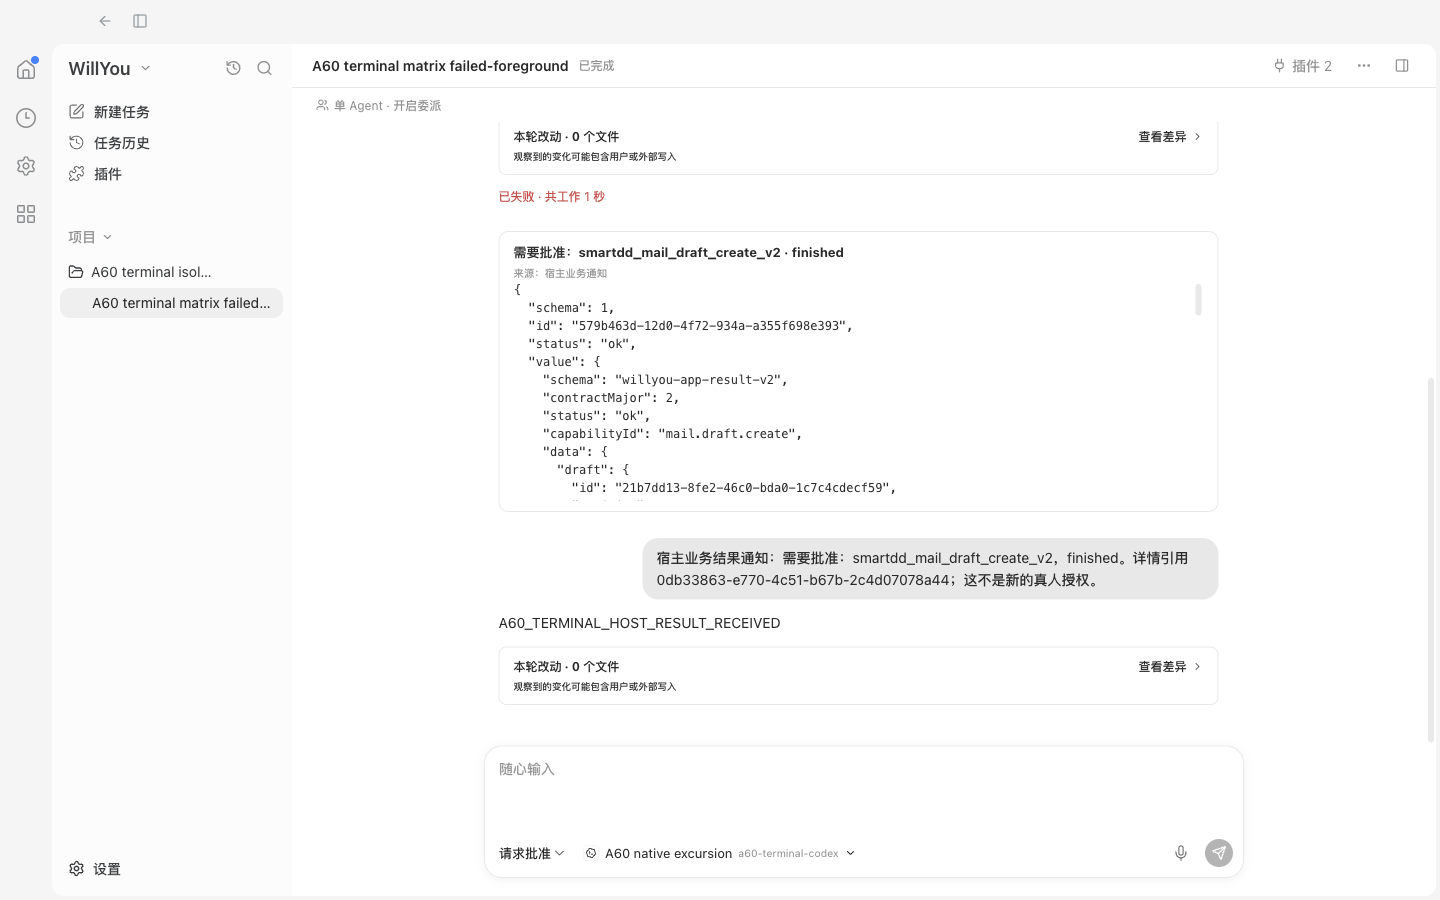 WillYou
新建任务
任务历史
插件
项目
A60 terminal isol...
A60 terminal matrix failed...
设置
A60 terminal matrix failed-foreground 已完成
插件 2
单 Agent · 开启委派
本轮改动 · 0 个文件
查看差异
观察到的变化可能包含用户或外部写入
已失败 · 共工作 1 秒
需要批准：smartdd_mail_draft_create_v2 · finished
来源：宿主业务通知
{
"schema": 1,
"id": "579b463d-12d0-4f72-934a-a355f698e393",
"status": "ok",
"value": {
"schema": "willyou-app-result-v2",
"contractMajor": 2,
"status": "ok",
"capabilityId": "mail.draft.create",
"data": {
"draft": {
"id": "21b7dd13-8fe2-46c0-bda0-1c7c4cdecf59",
宿主业务结果通知：需要批准：smartdd_mail_draft_create_v2，finished。详情引用
0db33863-e770-4c51-b67b-2c4d07078a44；这不是新的真人授权。
A60_TERMINAL_HOST_RESULT_RECEIVED
本轮改动 · 0 个文件
查看差异
观察到的变化可能包含用户或外部写入
随心输入
请求批准
A60 native excursion a60-terminal-codex